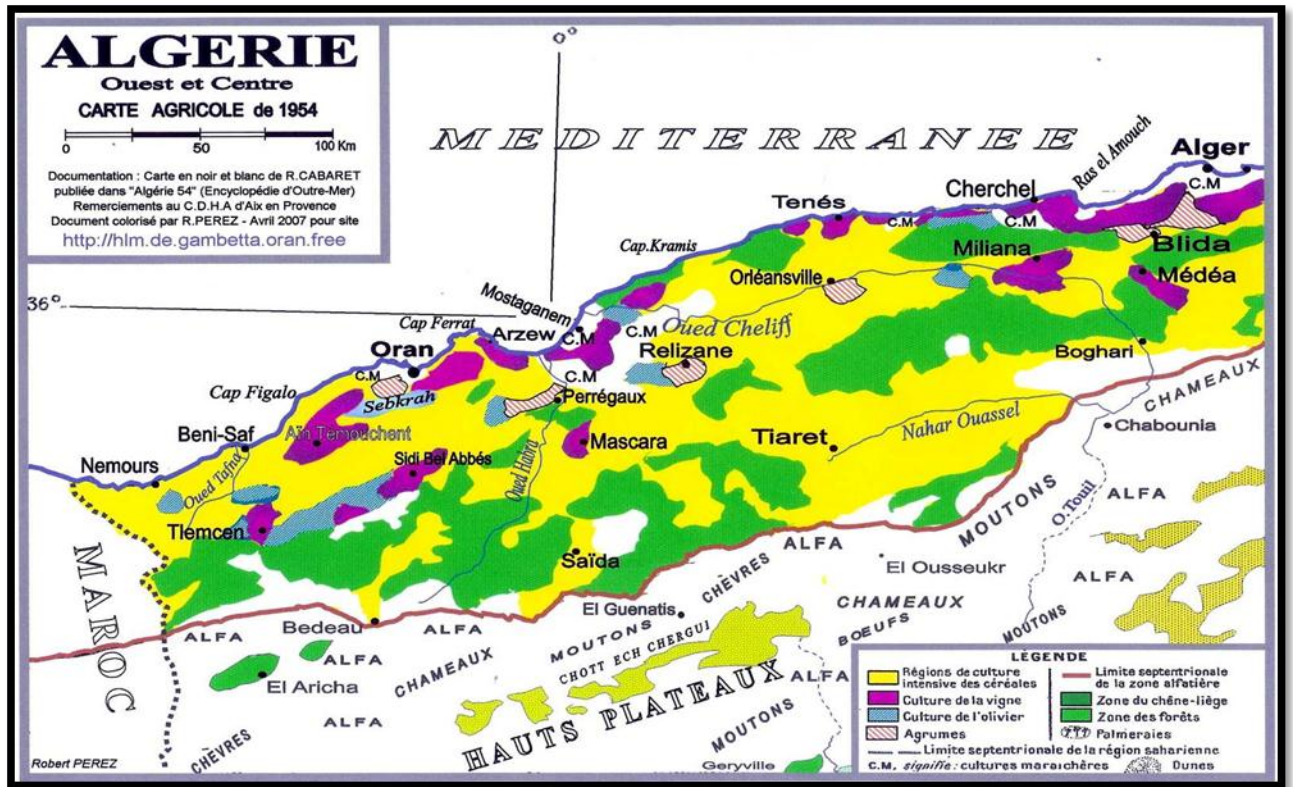 ALGERIE
Ouest et Centre
CARTE AGRICOLE de 1954
0 50 100 Km
Documentation : Carte en noir et blanc de R.CABARET
publiée dans "Algérie 54" (Encyclopédie d'Outre-Mer)
Remerciements au C.D.H.A d'Aix en Provence
Document colorisé par R.PEREZ - Avril 2007 pour site
http://hlm.de.gambetta.oran.free
0°
MEDITERRANEE
Ras el Amouch
Alger
C.M
Cherchel
Tenés
C.M
C.M
Blida
Cap.Kramis
Miliana
Médéa
Orléansville
36°
Mostaganem
Cap Ferrat
Arzew
C.M
C.M
Oued Cheliff
Oran
Relizane
Boghari
C.M
C.M
Cap Figalo
Sebkrah
Perrégaux
CHAMEAUX
Beni-Saf
Aïn Temouchent
Mascara
Tiaret
Nahar Ouassel
Chabounia
Nemours
Oued Tafna
Sidi Bel Abbés
Oued Habra
MOUTONS
ALFA
O.Touil
Tlemcen
Saïda
ALFA
MAROC
CHÈVRES
El Ousseukr
ALFA
El Guenatis
CHAMEAUX
MOUTONS
Bedeau
ALFA
ALFA
MOUTONS
BOEUFS
ALFA
CHAMEAUX
CHOTT ECH CHERGUI
El Aricha
ALFA
ALFA
HAUTS PLATEAUX
MOUTONS
CHÈVRES
Geryville
Robert PEREZ
LÉGENDE
Régions de culture
intensive des céréales
Culture de la vigne
Culture de l'olivier
Agrumes
Limite septentrionale
de la zone alfatière
Zone du chêne-liège
Zone des forêts
Palmeraies
Limite septentrionale de la région saharienne
C.M. signifie : cultures maraichères
Dunes